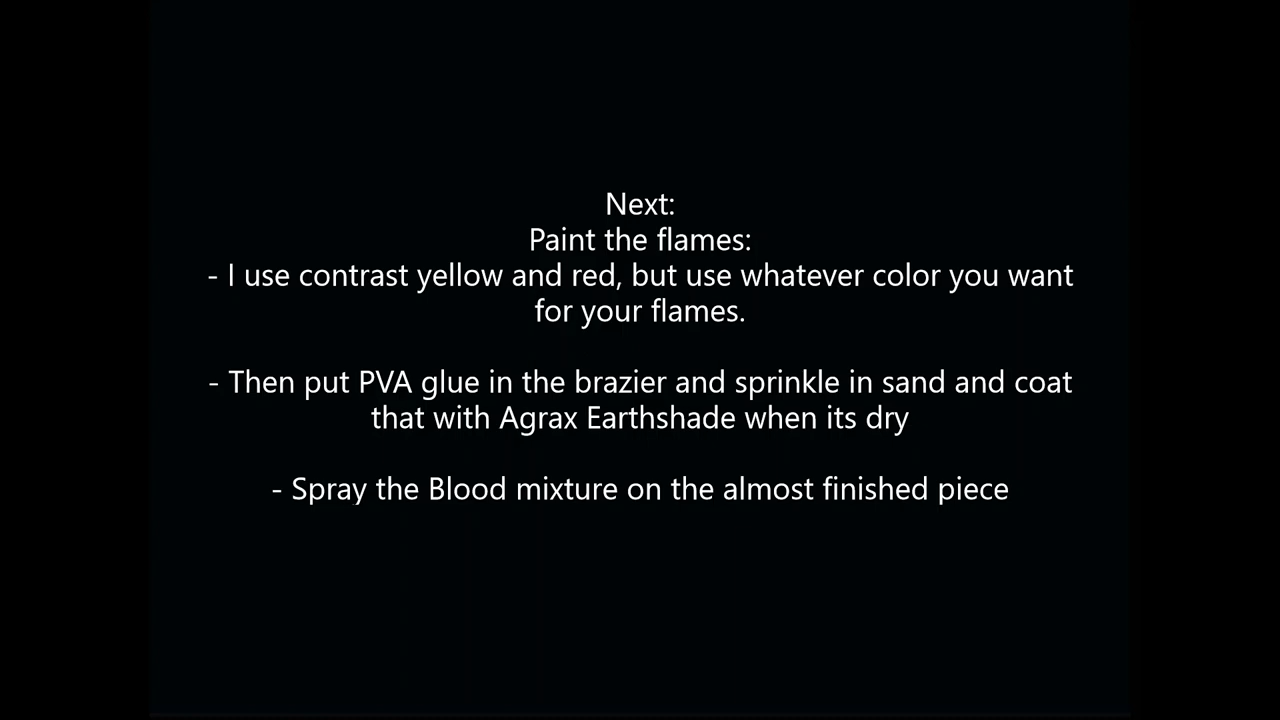 Next:
Paint the flames:
- I use contrast yellow and red, but use whatever color you want
for your flames.
- Then put PVA glue in the brazier and sprinkle in sand and coat
that with Agrax Earthshade when its dry
- Spray the Blood mixture on the almost finished piece